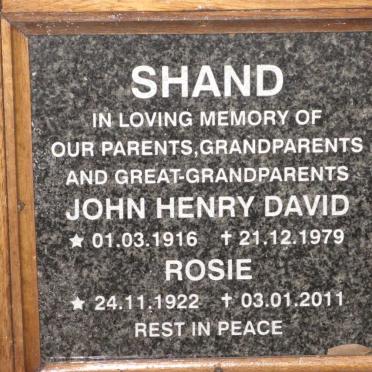 SHAND
IN LOVING MEMORY OF
OUR PARENTS,GRANDPARENTS
AND GREAT-GRANDPARENTS
JOHN HENRY DAVID
★ 01.03.1916 ✝ 21.12.1979
ROSIE
★ 24.11.1922 ✝ 03.01.2011
REST IN PEACE